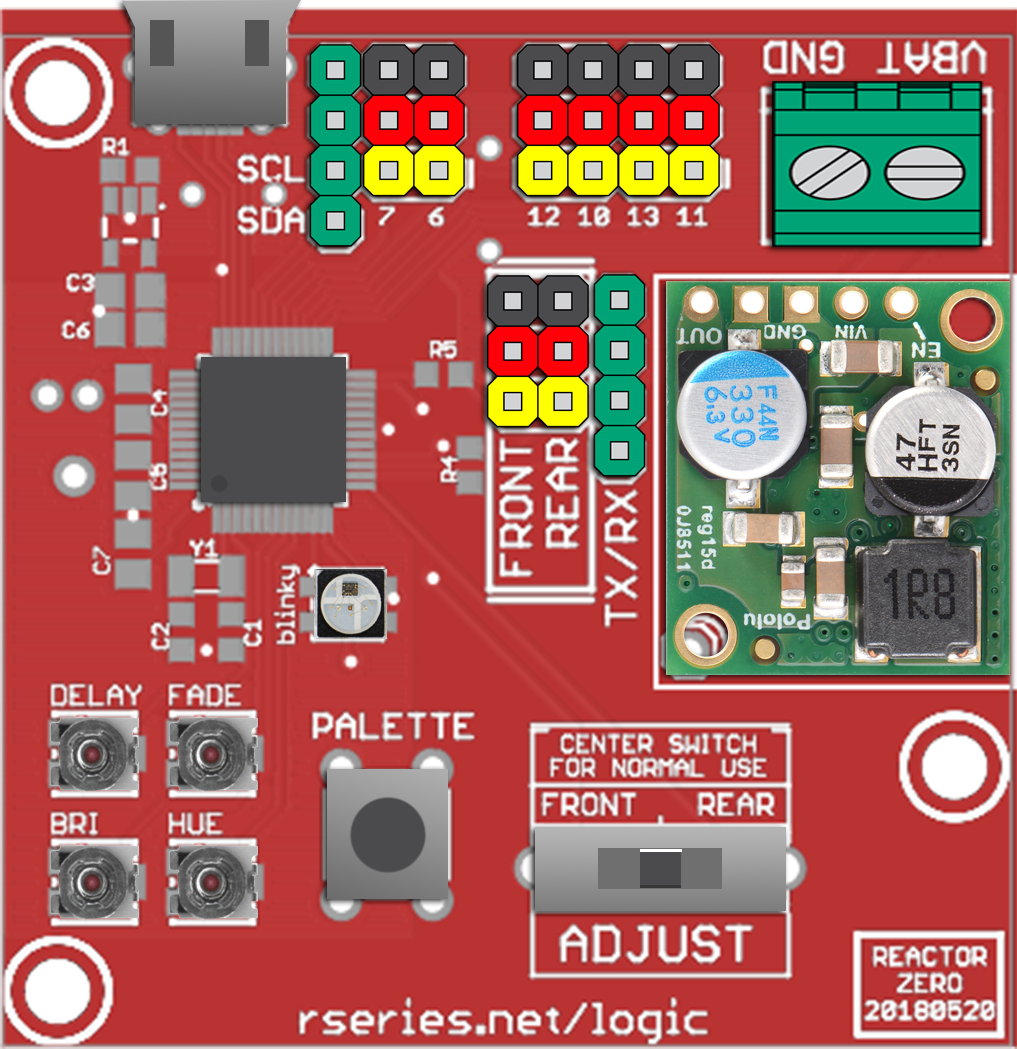 GND VBAT
R1
SCL
SDA
7 6
12 10 13 11
C3
C6
R5
C4
C5
R4
C7
FRONT
REAR
TX/RX
OUT GND VIN EN
F 44N
330
6.3V
47
HFT
3SN
reg15d
0J8511
1R8
Pololu
Y1
C2
C1
blinky
DELAY FADE
BRI HUE
PALETTE
CENTER SWITCH
FOR NORMAL USE
FRONT REAR
ADJUST
REACTOR
ZERO
20180520
rseries.net/logic